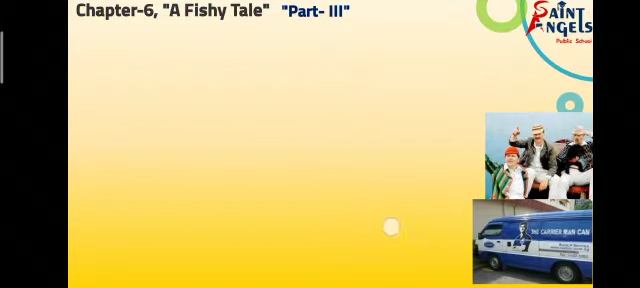 Chapter-6, "A Fishy Tale" "Part- III"
SAINT
ANGELS
Public School
THE CARRIER MAN CAN